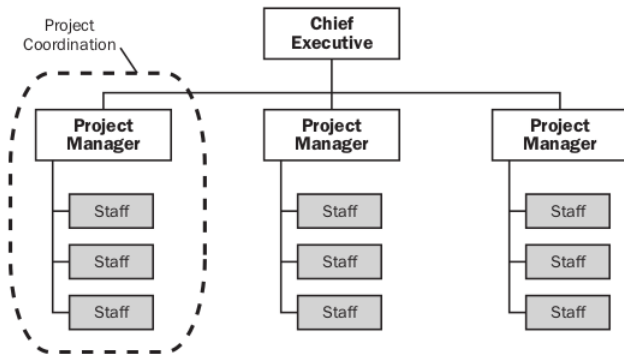 Project
Coordination
Chief
Executive
Project
Manager
Project
Manager
Project
Manager
Staff
Staff
Staff
Staff
Staff
Staff
Staff
Staff
Staff